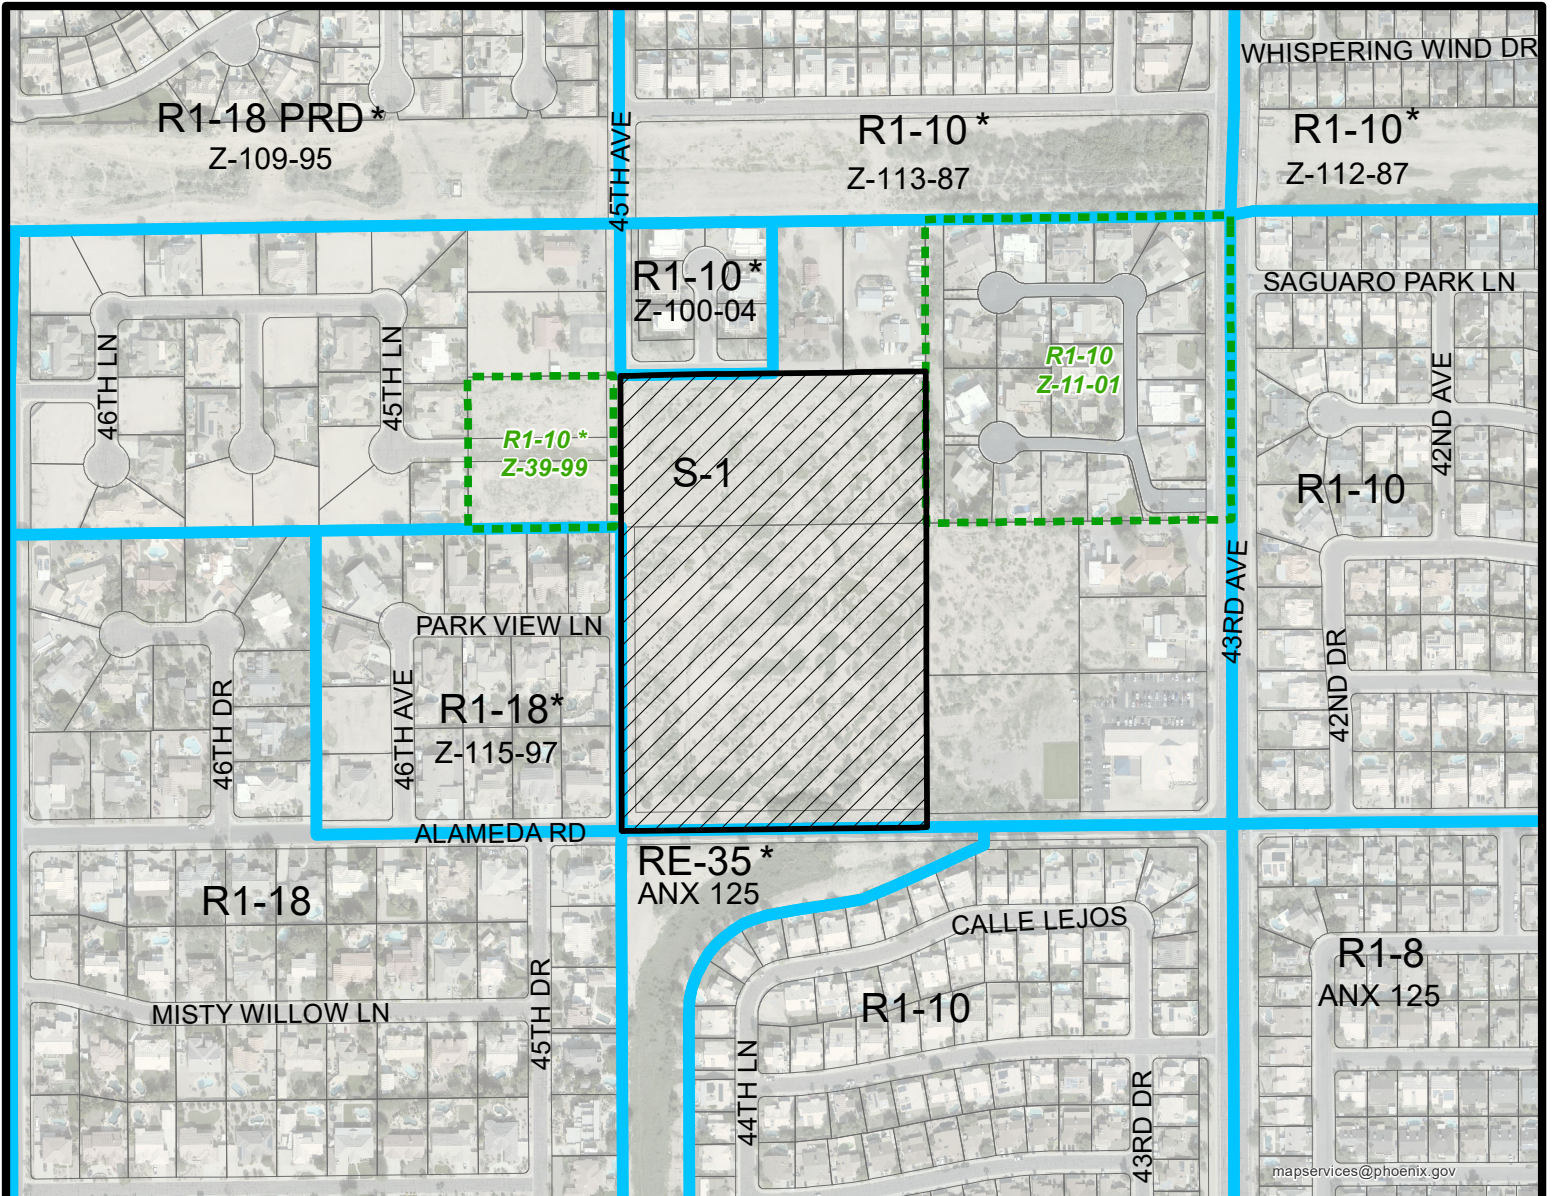 WHISPERING WIND DR
R1-18 PRD *
Z-109-95
45TH AVE
R1-10 *
Z-113-87
R1-10 *
Z-112-87
R1-10 *
Z-100-04
SAGUARO PARK LN
46TH LN
45TH LN
R1-10
Z-11-01
42ND AVE
R1-10 *
Z-39-99
S-1
R1-10
43RD AVE
PARK VIEW LN
46TH DR
46TH AVE
R1-18*
Z-115-97
42ND DR
ALAMEDA RD
RE-35 *
ANX 125
R1-18
CALLE LEJOS
R1-8
ANX 125
MISTY WILLOW LN
45TH DR
R1-10
44TH LN
43RD DR
mapservices@phoenix.gov